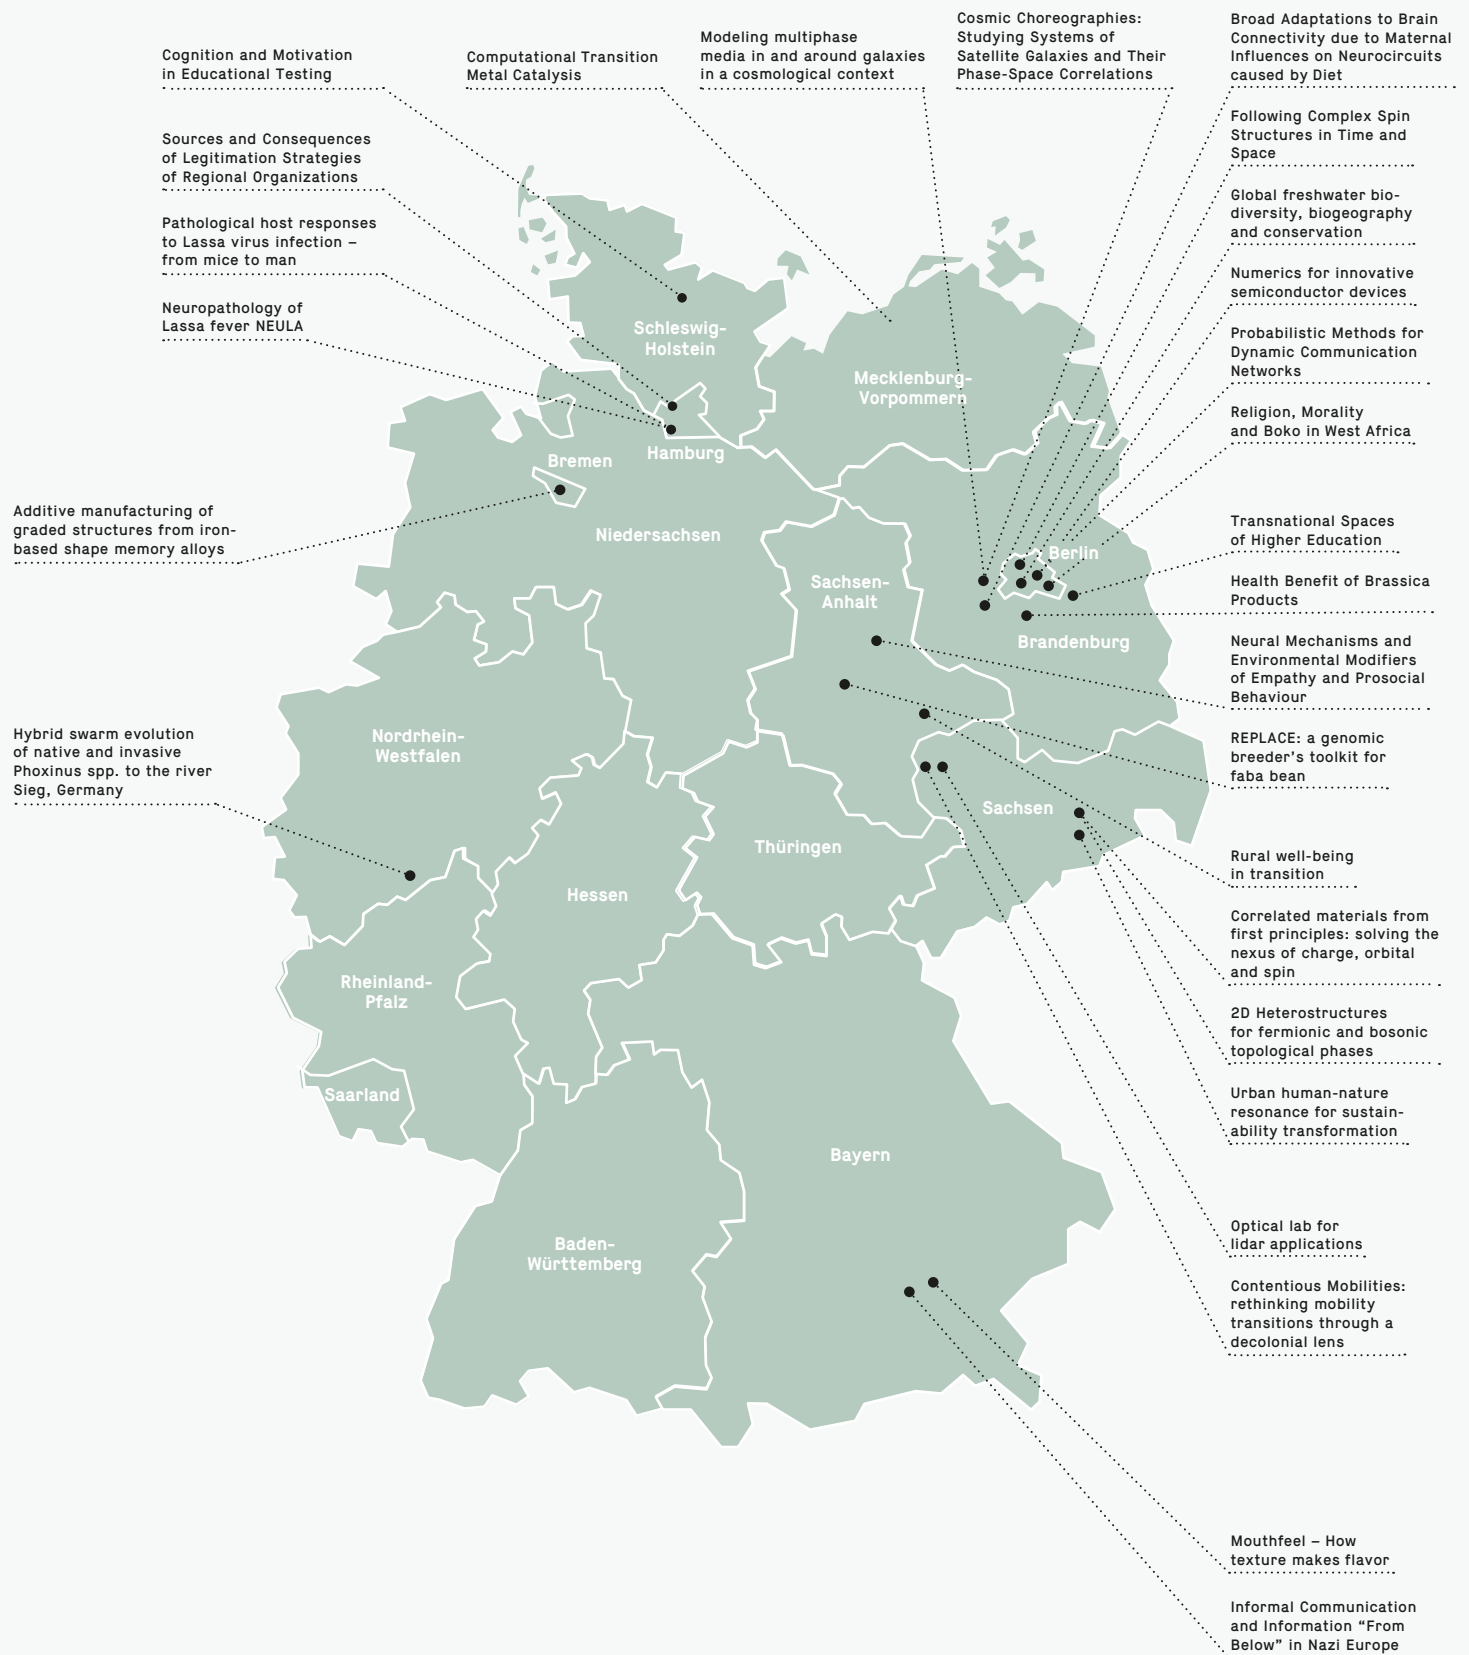 Cognition and Motivation
in Educational Testing
Sources and Consequences
of Legitimation Strategies
of Regional Organizations
Pathological host responses
to Lassa virus infection –
from mice to man
Neuropathology of
Lassa fever NEULA
Additive manufacturing of
graded structures from iron-
based shape memory alloys
Hybrid swarm evolution
of native and invasive
Phoxinus spp. to the river
Sieg, Germany
Computational Transition
Metal Catalysis
Modeling multiphase
media in and around galaxies
in a cosmological context
Cosmic Choreographies:
Studying Systems of
Satellite Galaxies and Their
Phase-Space Correlations
Broad Adaptations to Brain
Connectivity due to Maternal
Influences on Neurocircuits
caused by Diet
Following Complex Spin
Structures in Time and
Space
Global freshwater bio-
diversity, biogeography
and conservation
Numerics for innovative
semiconductor devices
Probabilistic Methods for
Dynamic Communication
Networks
Religion, Morality
and Boko in West Africa
Transnational Spaces
of Higher Education
Health Benefit of Brassica
Products
Neural Mechanisms and
Environmental Modifiers
of Empathy and Prosocial
Behaviour
REPLACE: a genomic
breeder's toolkit for
faba bean
Rural well-being
in transition
Correlated materials from
first principles: solving the
nexus of charge, orbital
and spin
2D Heterostructures
for fermionic and bosonic
topological phases
Urban human-nature
resonance for sustain-
ability transformation
Optical lab for
lidar applications
Contentious Mobilities:
rethinking mobility
transitions through a
decolonial lens
Mouthfeel – How
texture makes flavor
Informal Communication
and Information “From
Below” in Nazi Europe
Schleswig-
Holstein
Mecklenburg-
Vorpommern
Hamburg
Bremen
Niedersachsen
Berlin
Sachsen-
Anhalt
Brandenburg
Nordrhein-
Westfalen
Sachsen
Thüringen
Hessen
Rheinland-
Pfalz
Saarland
Bayern
Baden-
Württemberg